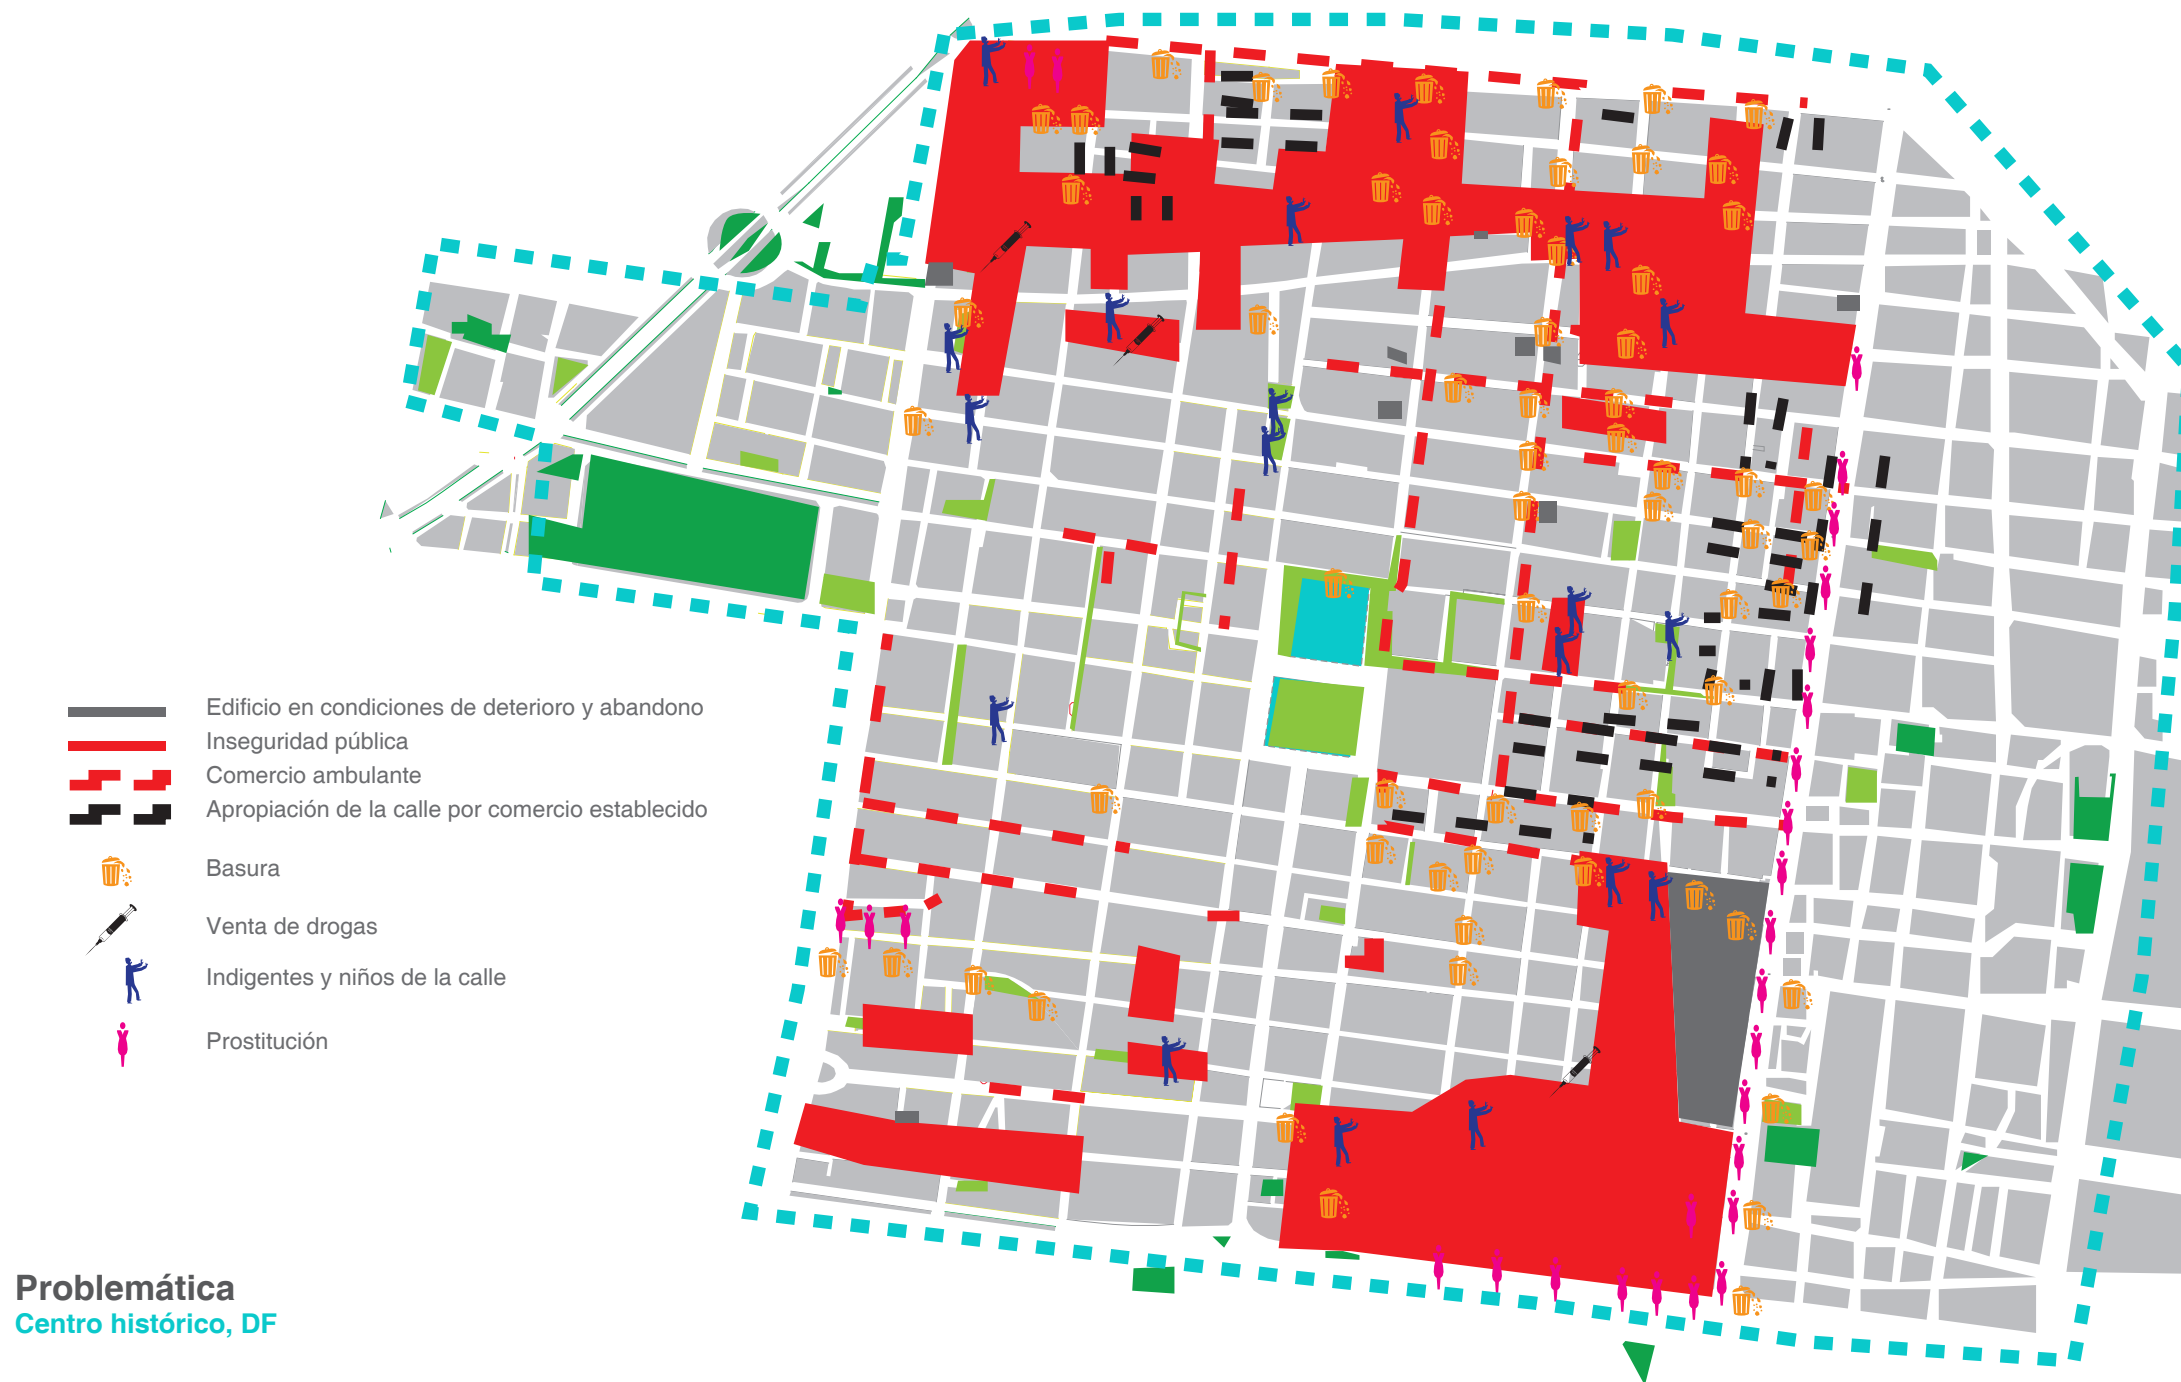 Edificio en condiciones de deterioro y abandono
Inseguridad pública
Comercio ambulante
Apropiación de la calle por comercio establecido
Basura
Venta de drogas
Indigentes y niños de la calle
Prostitución
Problemática
Centro histórico, DF